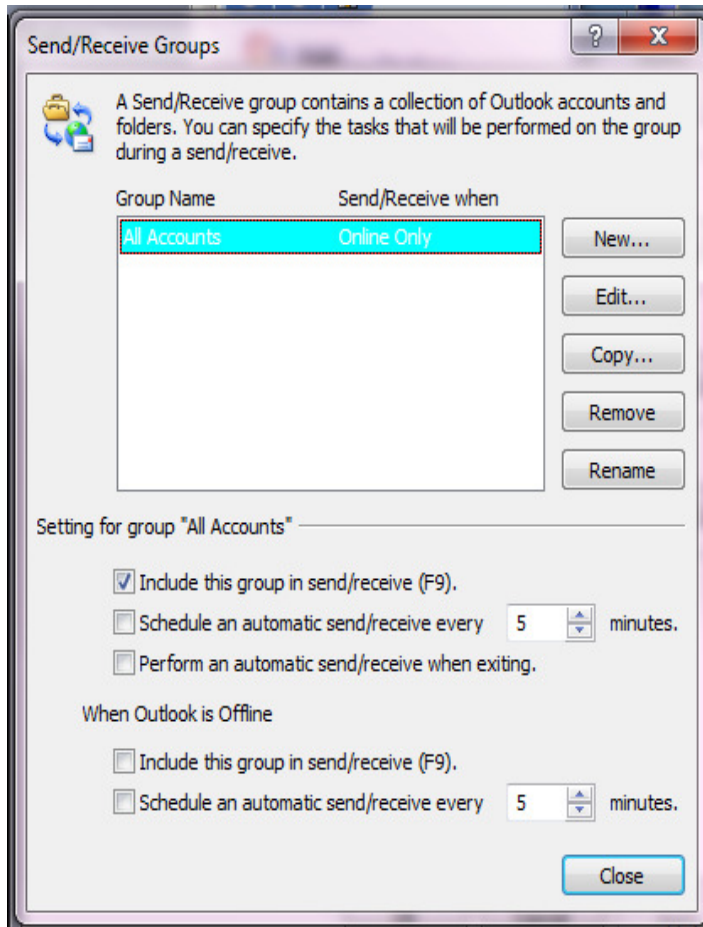 Send/Receive Groups
?
X
A Send/Receive group contains a collection of Outlook accounts and
folders. You can specify the tasks that will be performed on the group
during a send/receive.
Group Name Send/Receive when
All Accounts Online Only
New...
Edit...
Copy...
Remove
Rename
Setting for group "All Accounts"
Include this group in send/receive (F9).
Schedule an automatic send/receive every 5 minutes.
Perform an automatic send/receive when exiting.
When Outlook is Offline
Include this group in send/receive (F9).
Schedule an automatic send/receive every 5 minutes.
Close